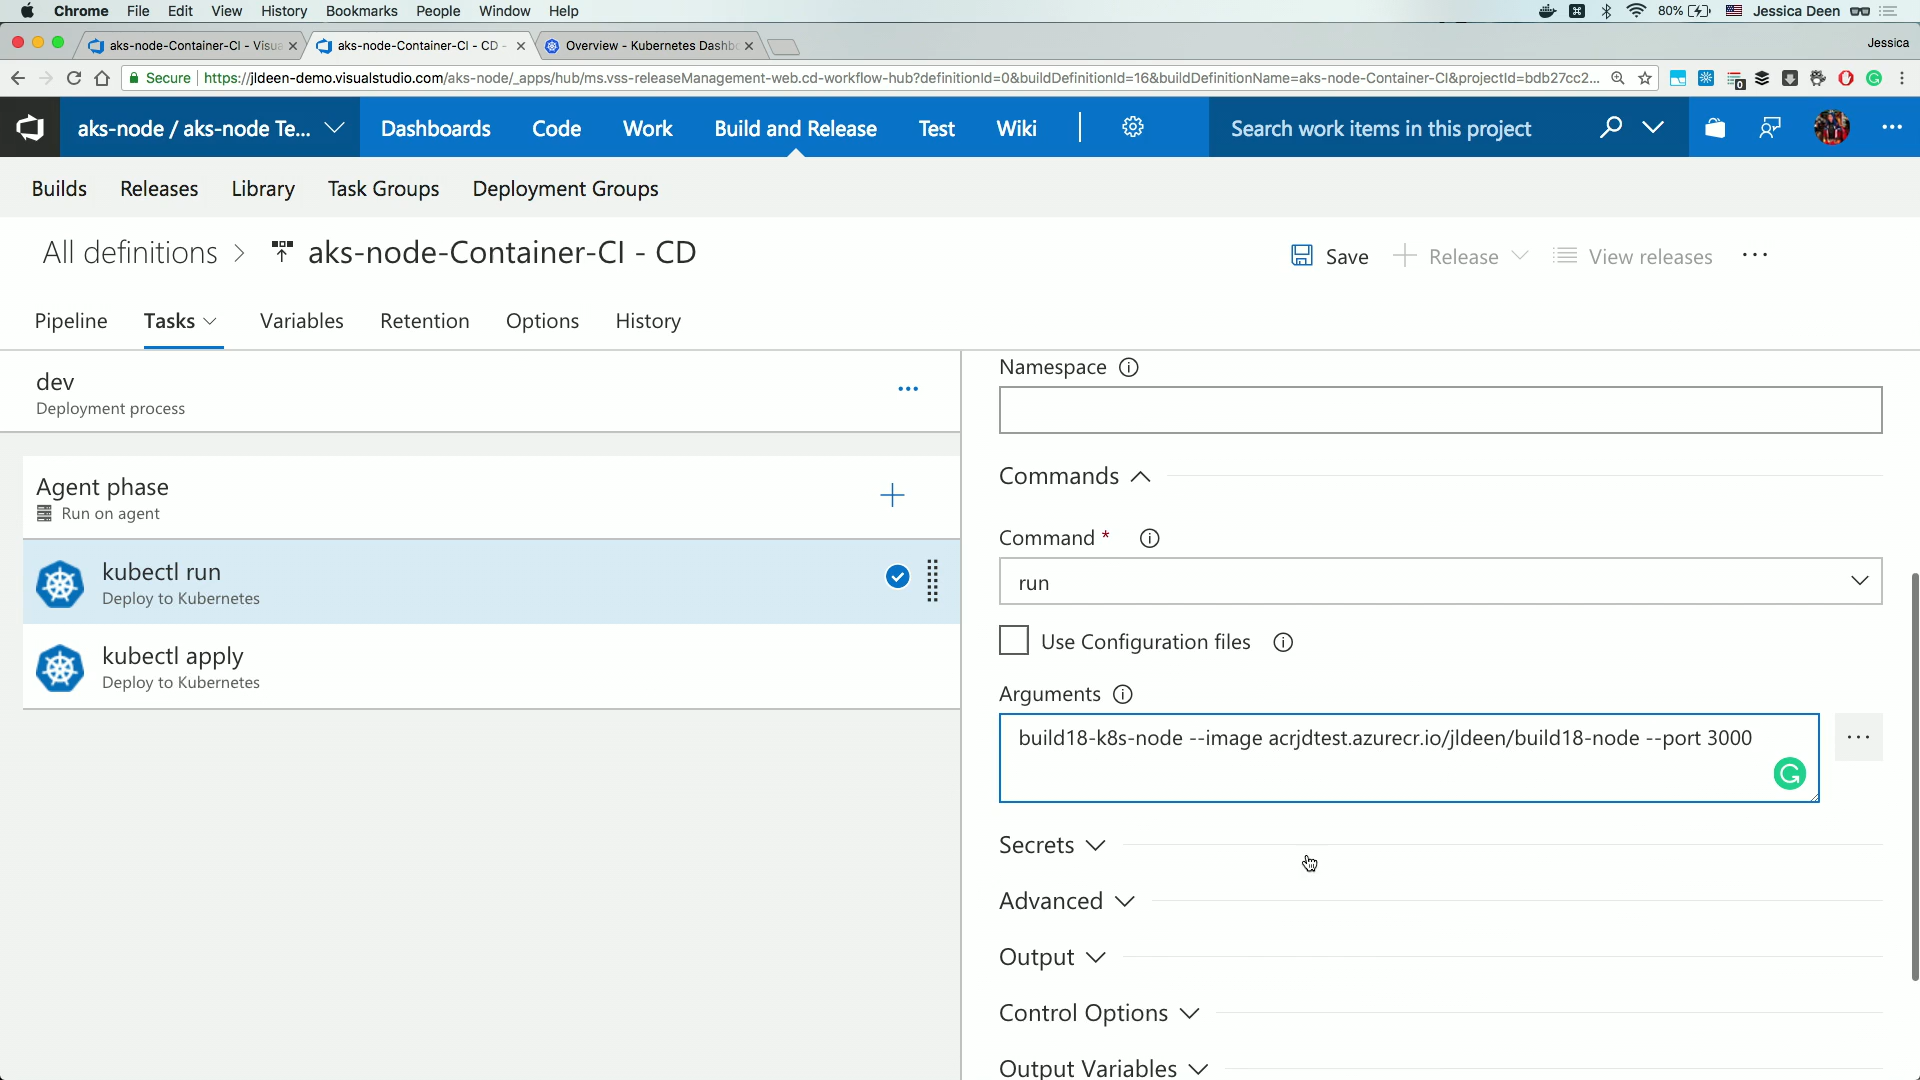 Chrome File Edit View History Bookmarks People Window Help 80% Jessica Deen
aks-node-Container-CI - Visua aks-node-Container-CI - CD - Overview - Kubernetes Dashb Jessica
Secure https://jldeen-demo.visualstudio.com/aks-node/_apps/hub/ms.vss-releaseManagement-web.cd-workflow-hub?definitionId=0&buildDefinitionId=16&buildDefinitionName=aks-node-Container-CI&projectId=bdb27cc2... 0
aks-node / aks-node Te... Dashboards Code Work Build and Release Test Wiki Search work items in this project
Builds Releases Library Task Groups Deployment Groups
All definitions > aks-node-Container-CI - CD Save + Release View releases ...
Pipeline Tasks Variables Retention Options History
dev
Deployment process
Agent phase
Run on agent
kubectl run
Deploy to Kubernetes
kubectl apply
Deploy to Kubernetes
Namespace
Commands
Command *
run
Use Configuration files
Arguments
build18-k8s-node --image acrjdtest.azurecr.io/jldeen/build18-node --port 3000
Secrets
Advanced
Output
Control Options
Output Variables